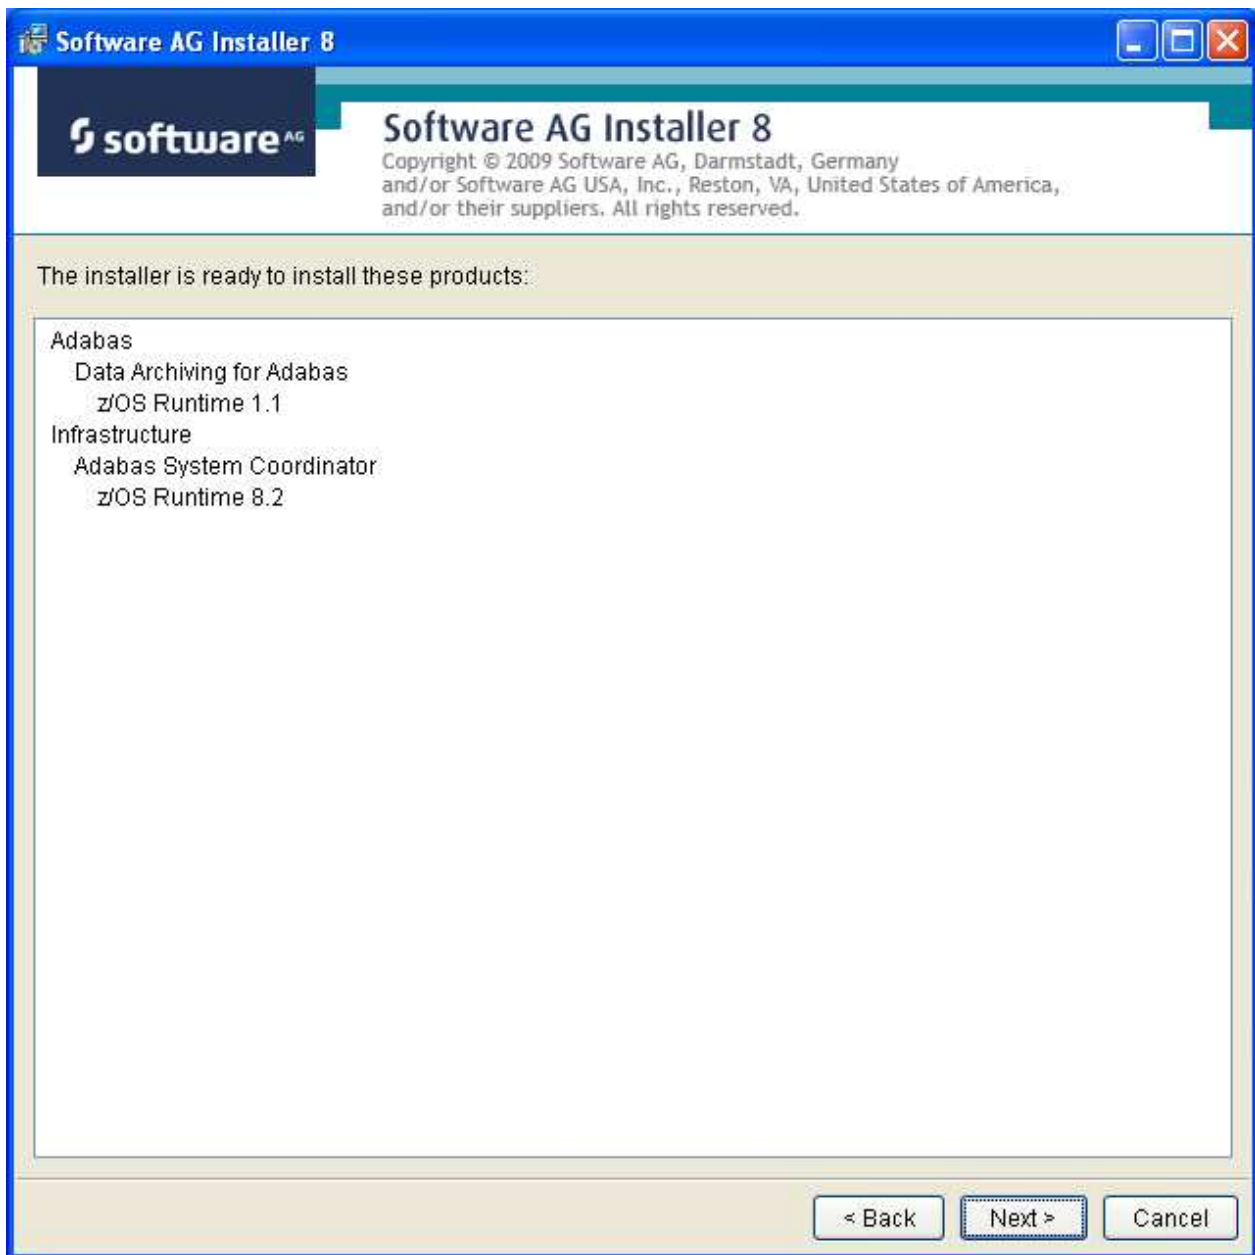 Software AG Installer 8
software AG
Software AG Installer 8
Copyright © 2009 Software AG, Darmstadt, Germany
and/or Software AG USA, Inc., Reston, VA, United States of America,
and/or their suppliers. All rights reserved.
The installer is ready to install these products:
Adabas
Data Archiving for Adabas
z/OS Runtime 1.1
Infrastructure
Adabas System Coordinator
z/OS Runtime 8.2
< Back
Next >
Cancel